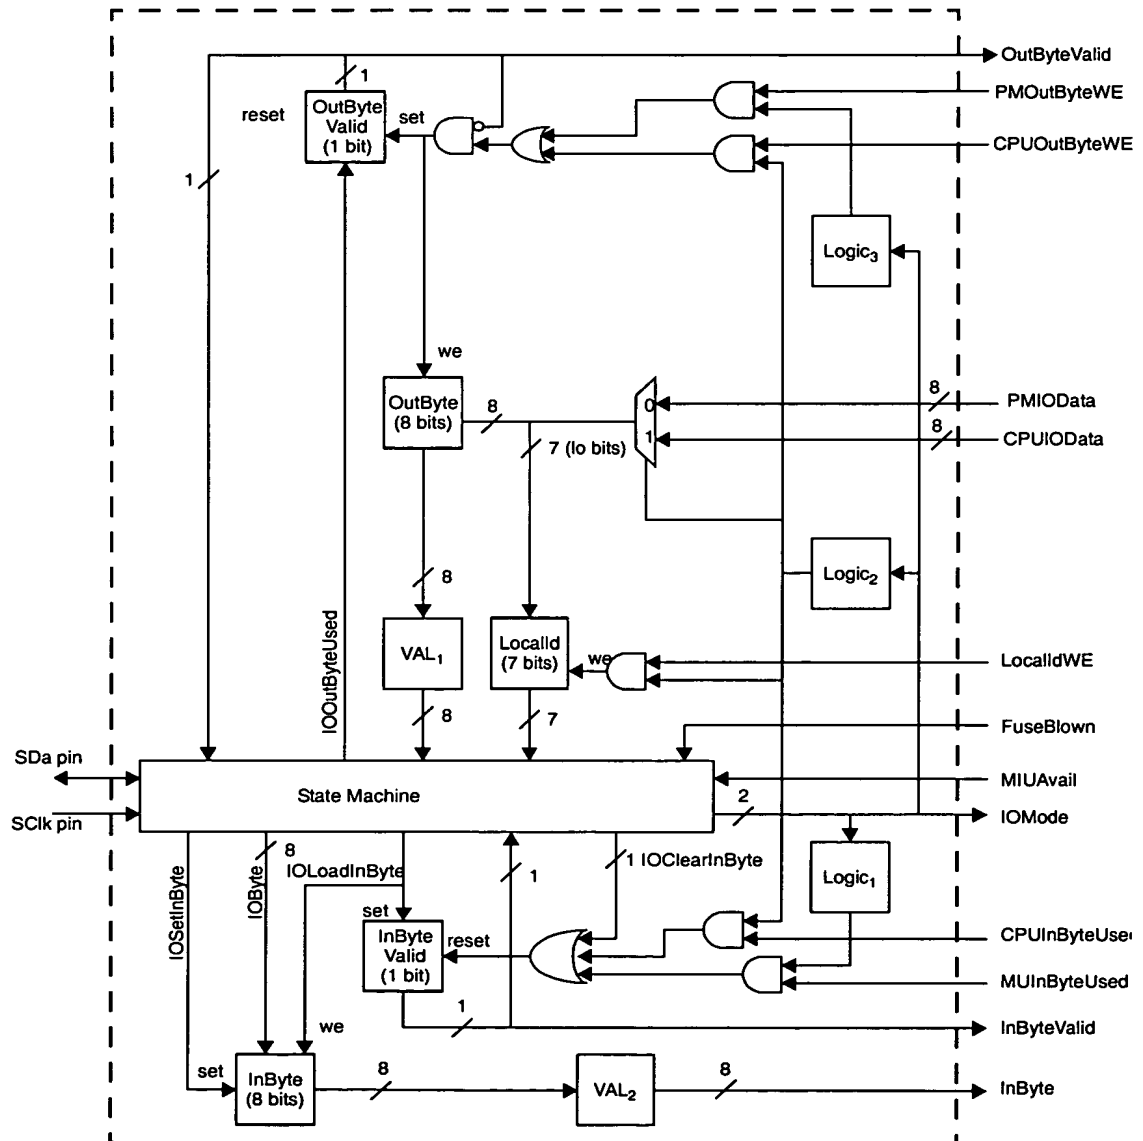 OutByteValid
1
PMOutByteWE
reset
OutByte
Valid
(1 bit)
set
CPUOutByteWE
1
Logic3
we
OutByte
(8 bits)
8
0
8
PMIOData
1
8
CPUIOData
7 (lo bits)
Logic2
8
IOOutByteUsed
VAL1
LocalId
(7 bits)
we
LocalIdWE
8
7
FuseBlown
SDa pin
State Machine
MIUAvail
2
SClk pin
IOMode
IOSetInByte
IOByte
8
IOLoadInByte
1
1 IOClearInByte
Logic1
set
InByte
Valid
(1 bit)
reset
CPUInByteUse
MUInByteUsed
1
InByteValid
we
set
InByte
(8 bits)
8
VAL2
8
InByte